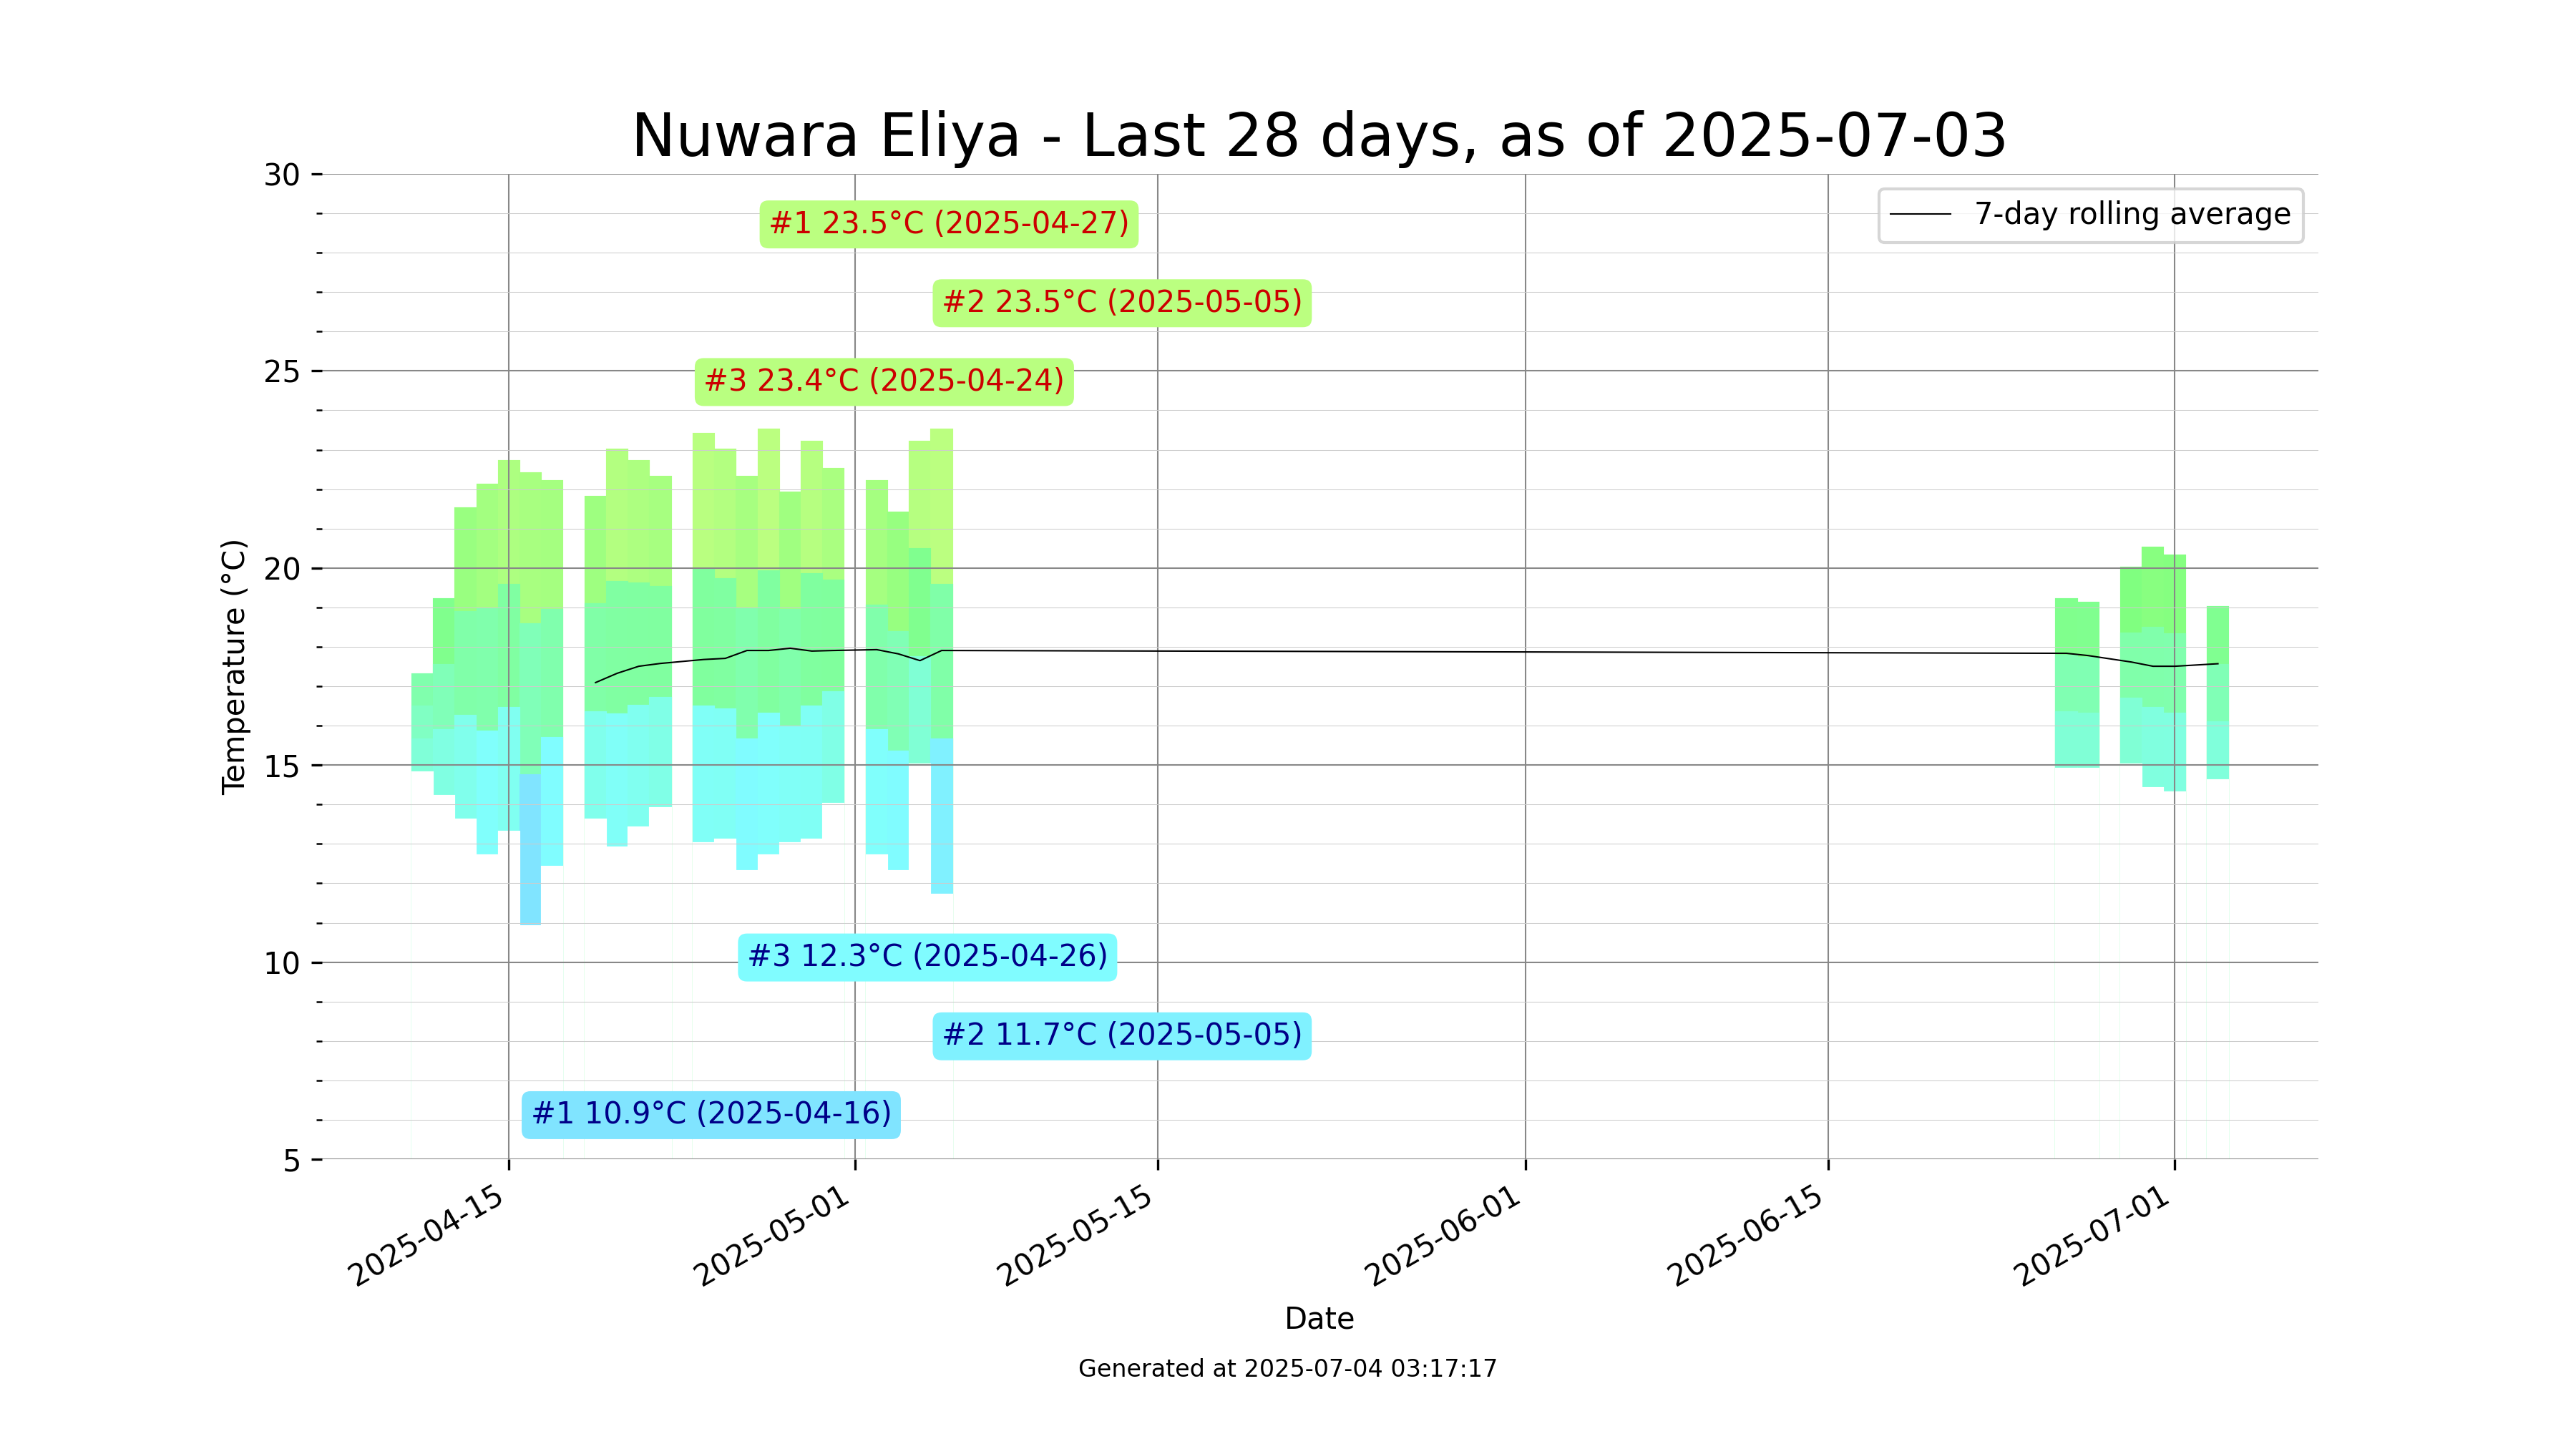 Nuwara Eliya - Last 28 days, as of 2025-07-03
30
25
20
15
10
5
Temperature (°C)
7-day rolling average
#1 23.5°C (2025-04-27)
#2 23.5°C (2025-05-05)
#3 23.4°C (2025-04-24)
#3 12.3°C (2025-04-26)
#2 11.7°C (2025-05-05)
#1 10.9°C (2025-04-16)
2025-04-15
2025-05-01
2025-05-15
2025-06-01
2025-06-15
2025-07-01
Date
Generated at 2025-07-04 03:17:17